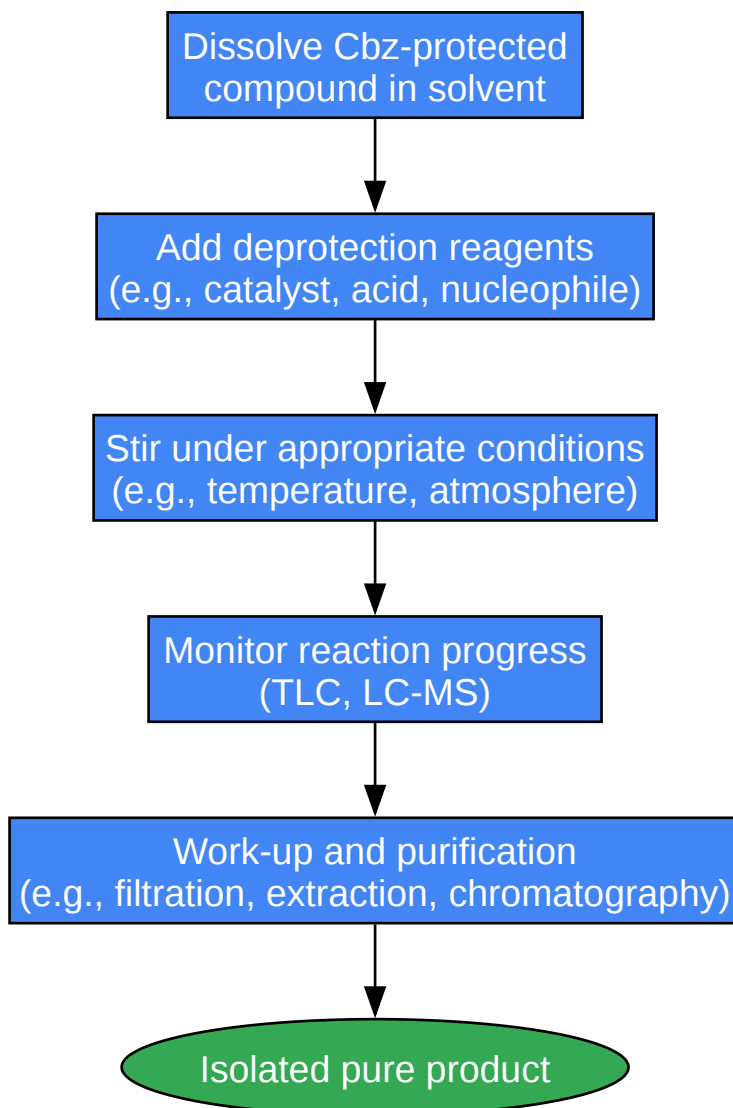 Dissolve Cbz-protected
compound in solvent
Add deprotection reagents
(e.g., catalyst, acid, nucleophile)
Stir under appropriate conditions
(e.g., temperature, atmosphere)
Monitor reaction progress
(TLC, LC-MS)
Work-up and purification
(e.g., filtration, extraction, chromatography)
Isolated pure product